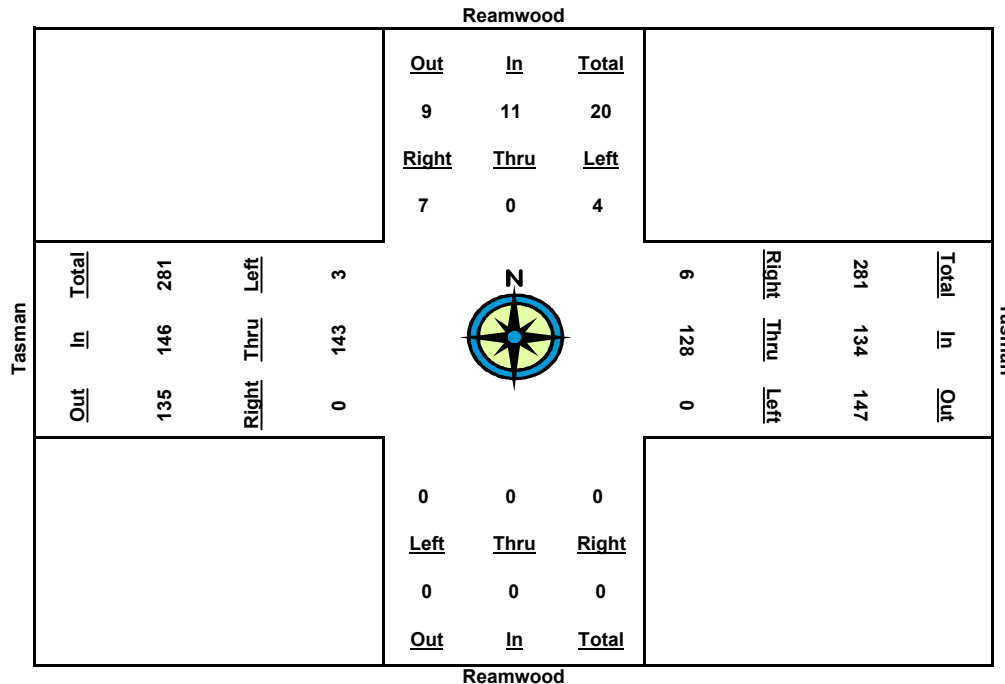 Reamwood
Out In Total
9 11 20
Right Thru Left
7 0 4
Tasman
Total 281 Left 3
In 146 Thru 143
Out 135 Right 0
N
6 Right 281 Total
128 Thru 134 In
0 Left 147 Out
Tasman
0 0 0
Left Thru Right
0 0 0
Out In Total
Reamwood